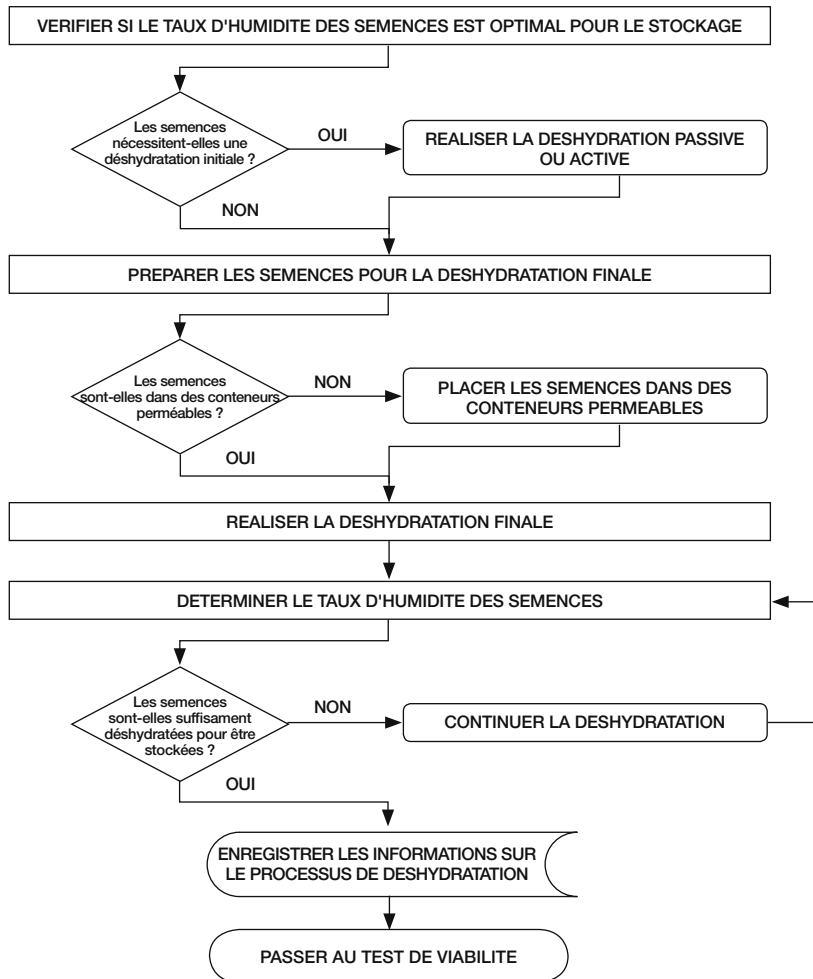 VERIFIER SI LE TAUX D'HUMIDITE DES SEMENCES EST OPTIMAL POUR LE STOCKAGE
Les semences
nécessitent-elles une
déshydratation initiale ?
OUI
REALISER LA DESHYDRATION PASSIVE
OU ACTIVE
NON
PREPARER LES SEMENCES POUR LA DESHYDRATATION FINALE
Les semences
sont-elles dans des conteneurs
perméables ?
NON
PLACER LES SEMENCES DANS DES
CONTENEURS PERMEABLES
OUI
REALISER LA DESHYDRATATION FINALE
DETERMINER LE TAUX D'HUMIDITE DES SEMENCES
Les semences
sont-elles suffisament
déshydratées pour être
stockées ?
NON
CONTINUER LA DESHYDRATATION
OUI
ENREGISTRER LES INFORMATIONS SUR
LE PROCESSUS DE DESHYDRATATION
PASSER AU TEST DE VIABILITE